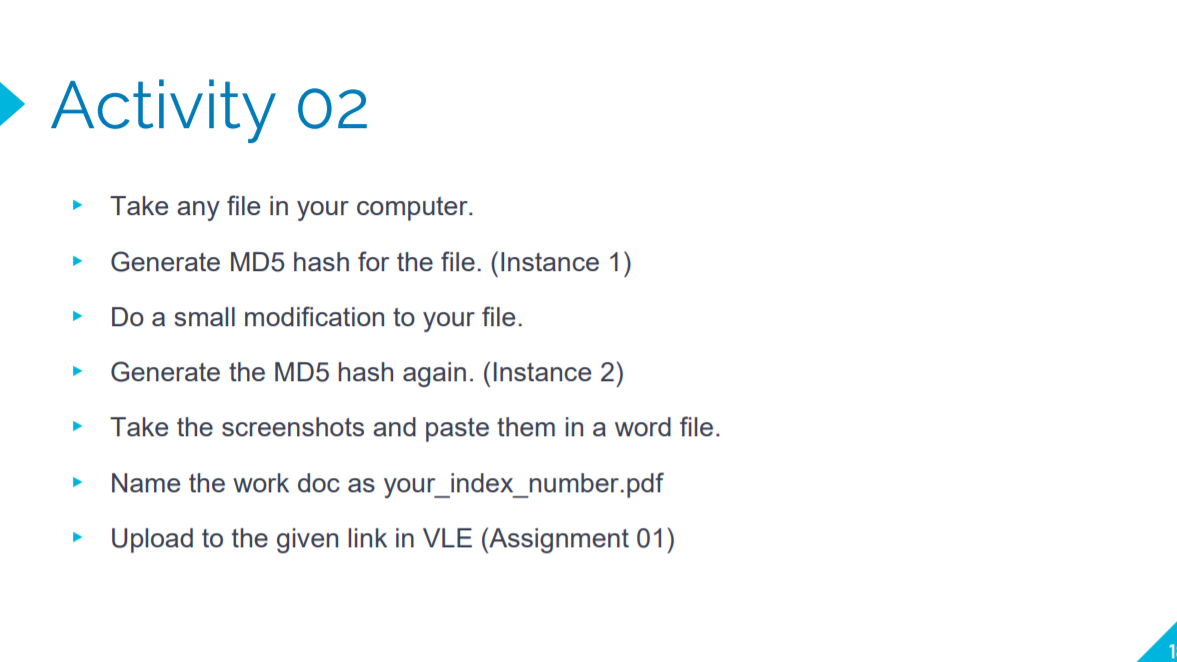 Activity 02
Take any file in your computer.
Generate MD5 hash for the file. (Instance 1)
Do a small modification to your file.
Generate the MD5 hash again. (Instance 2)
Take the screenshots and paste them in a word file.
Name the work doc as your_index_number.pdf
Upload to the given link in VLE (Assignment 01)